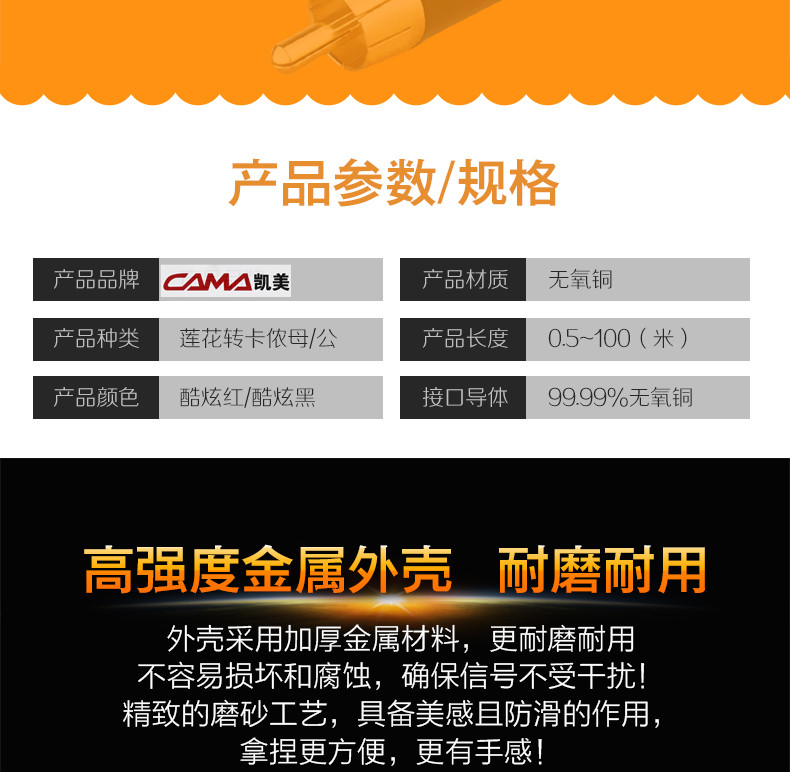 产品参数/规格
产品品牌 CAMA凯美 产品材质 无氧铜
产品种类 莲花转卡侬母/公 产品长度 0.5~100（米）
产品颜色 酷炫红/酷炫黑 接口导体 99.99%无氧铜
高强度金属外壳 耐磨耐用
外壳采用加厚金属材料，更耐磨耐用
不容易损坏和腐蚀，确保信号不受干扰！
精致的磨砂工艺，具备美感且防滑的作用，
拿捏更方便，更有手感！